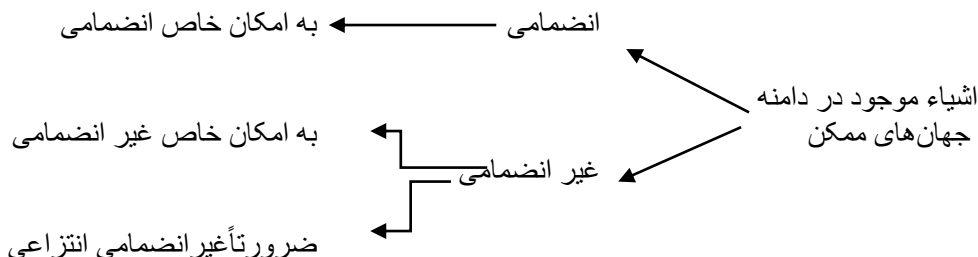 اشیاء موجود در دامنه
جهان‌های ممکن
انضمامی
به امکان خاص انضمامی
غیر انضمامی
به امکان خاص غیر انضمامی
ضرورتاًغیرانضمامی انتزاعی